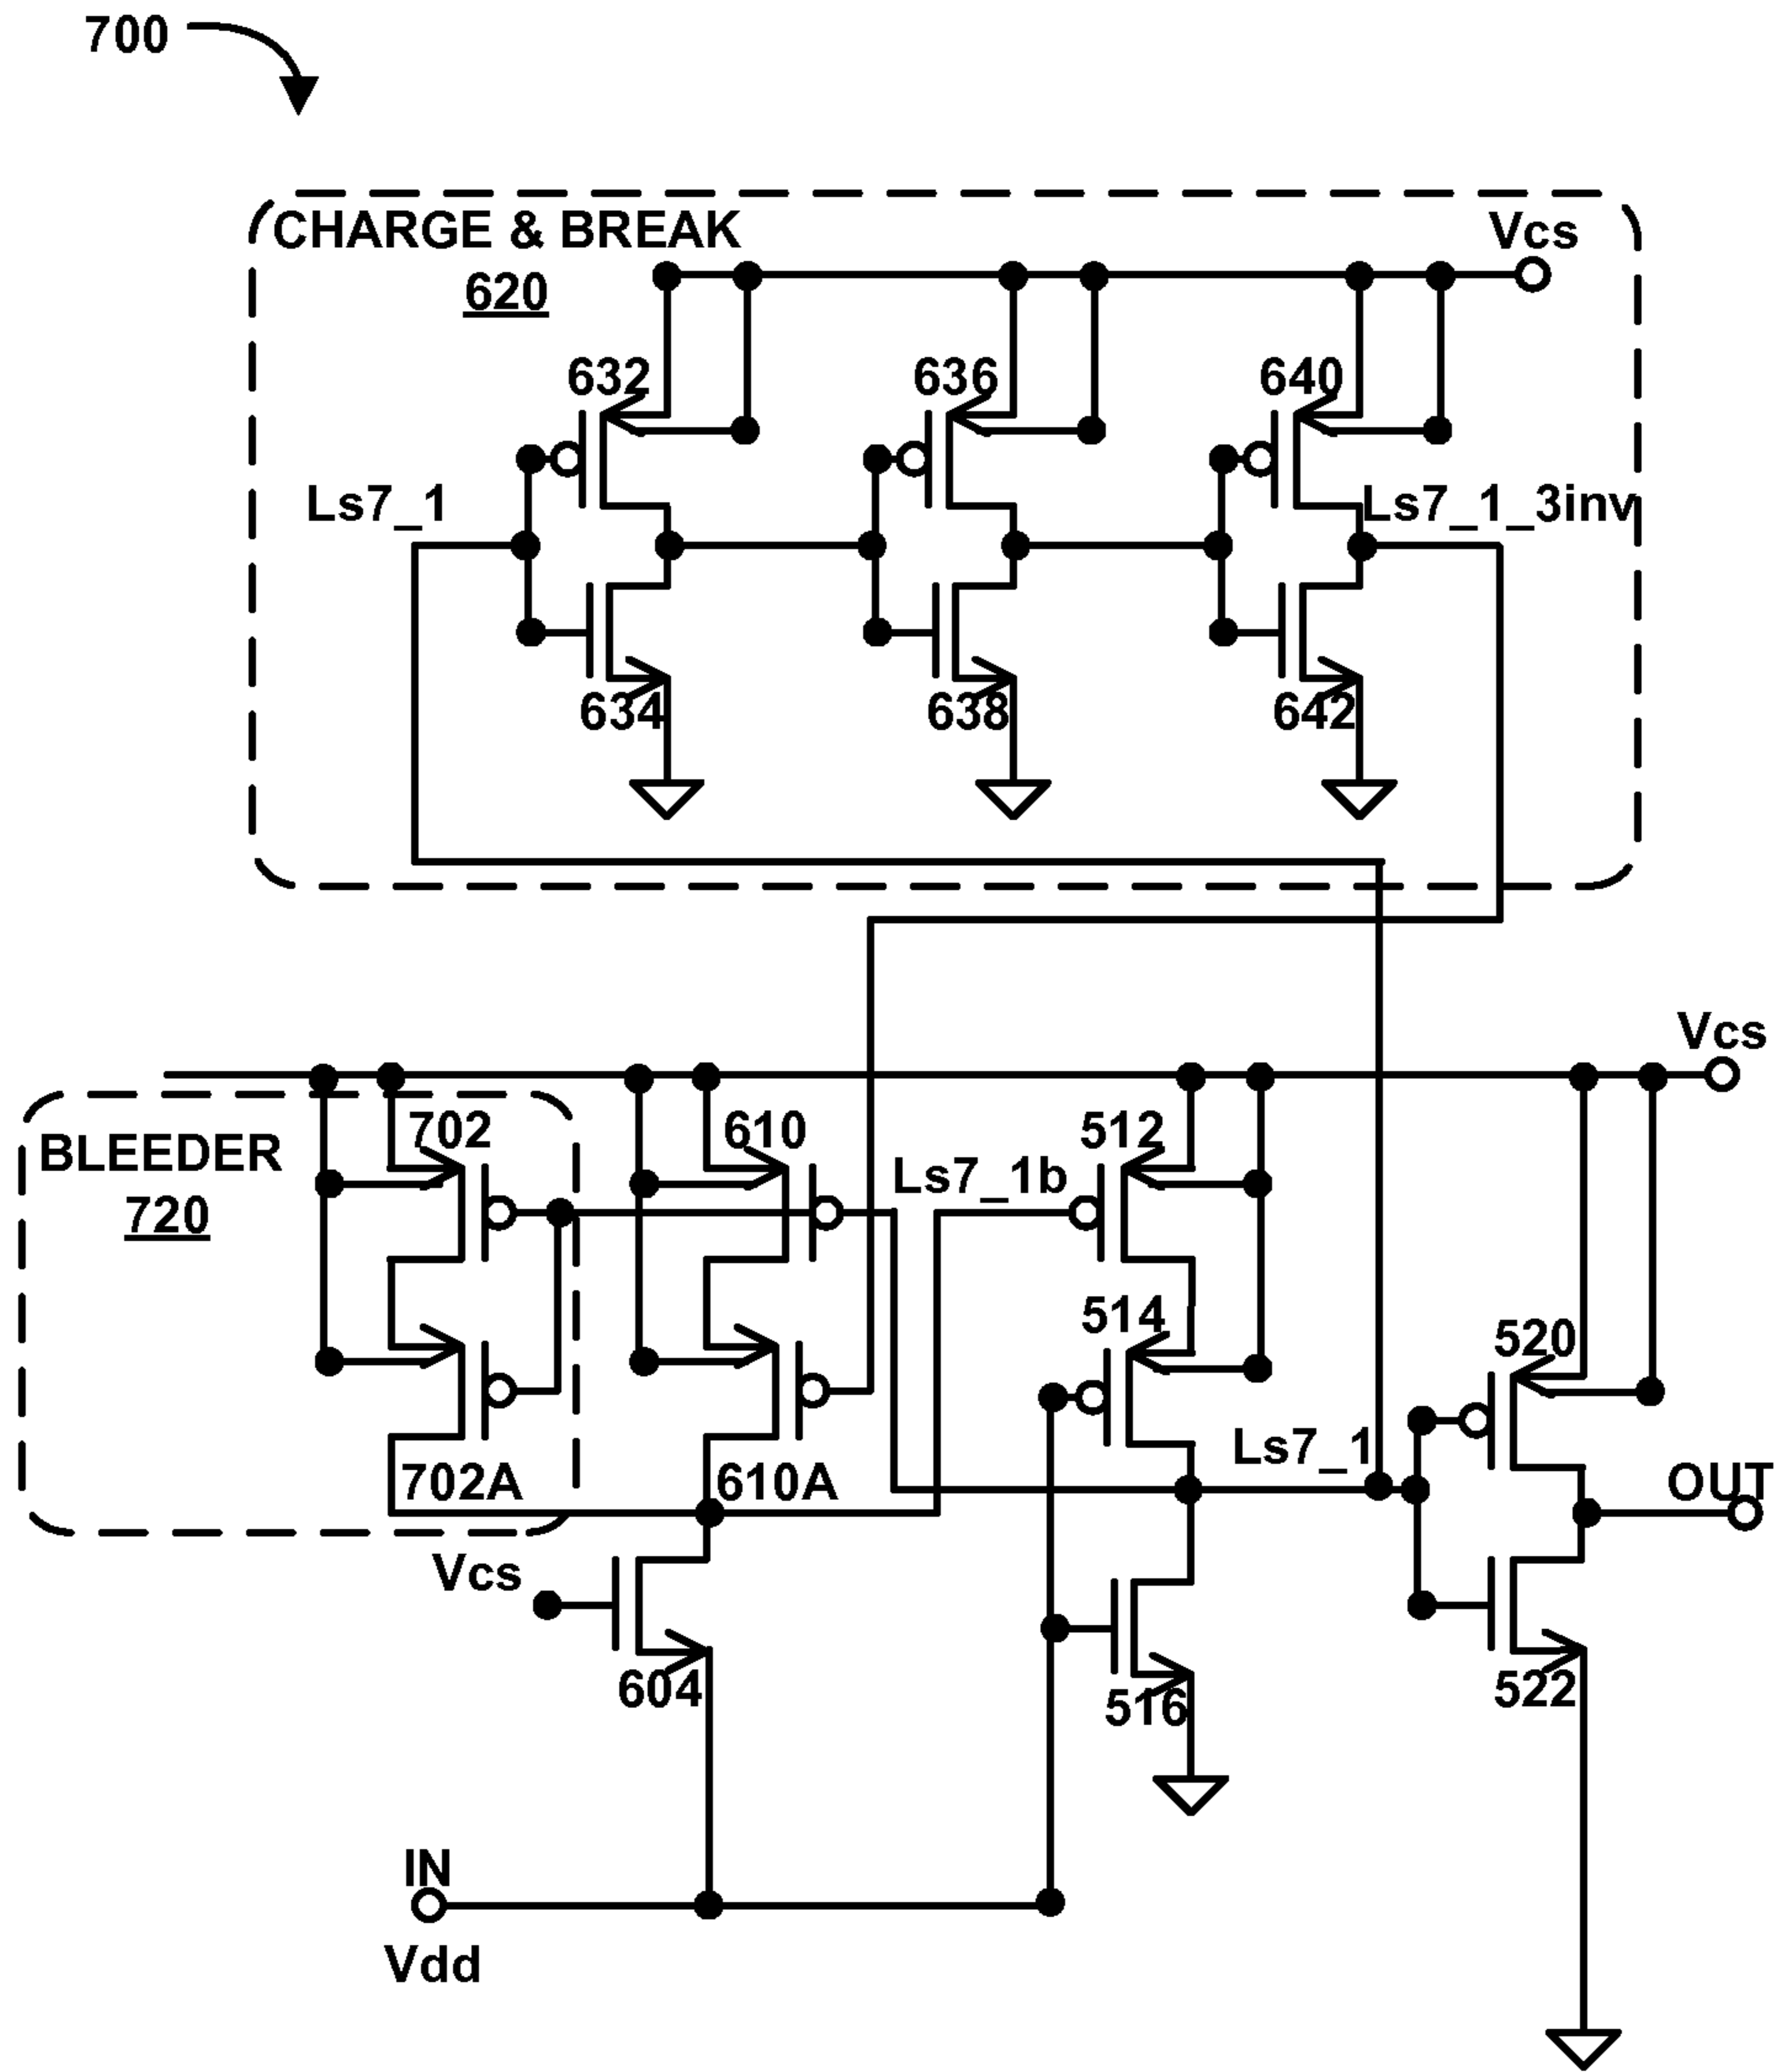 700
CHARGE & BREAK
620
Vcs
632
636
640
Ls7_1
Ls7_1_3inv
634
638
642
Vcs
BLEEDER
720
702
610
Ls7_1b
512
514
520
Ls7_1
OUT
702A
610A
Vcs
604
516
522
IN
Vdd